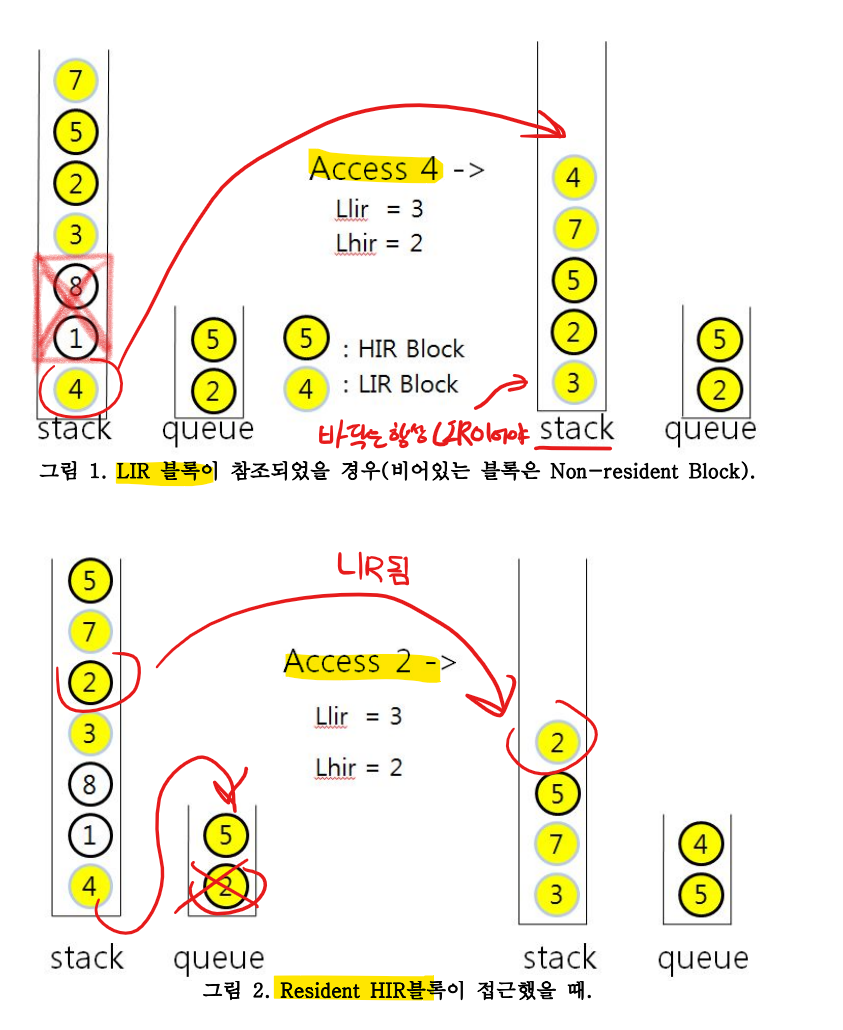 7
5
2
3
8
1
4
stack
5
2
queue
Access 4 ->
Llir = 3
Lhir = 2
5 : HIR Block
4 : LIR Block
4
7
5
2
3
stack
5
2
queue
바닥는 항상 LIR이어야
그림 1. LIR 블록이 참조되었을 경우(비어있는 블록은 Non-resident Block).
5
7
2
3
8
1
4
stack
5
2
queue
LIR됨
Access 2 ->
Llir = 3
Lhir = 2
2
5
7
3
stack
4
5
queue
그림 2. Resident HIR블록이 접근했을 때.